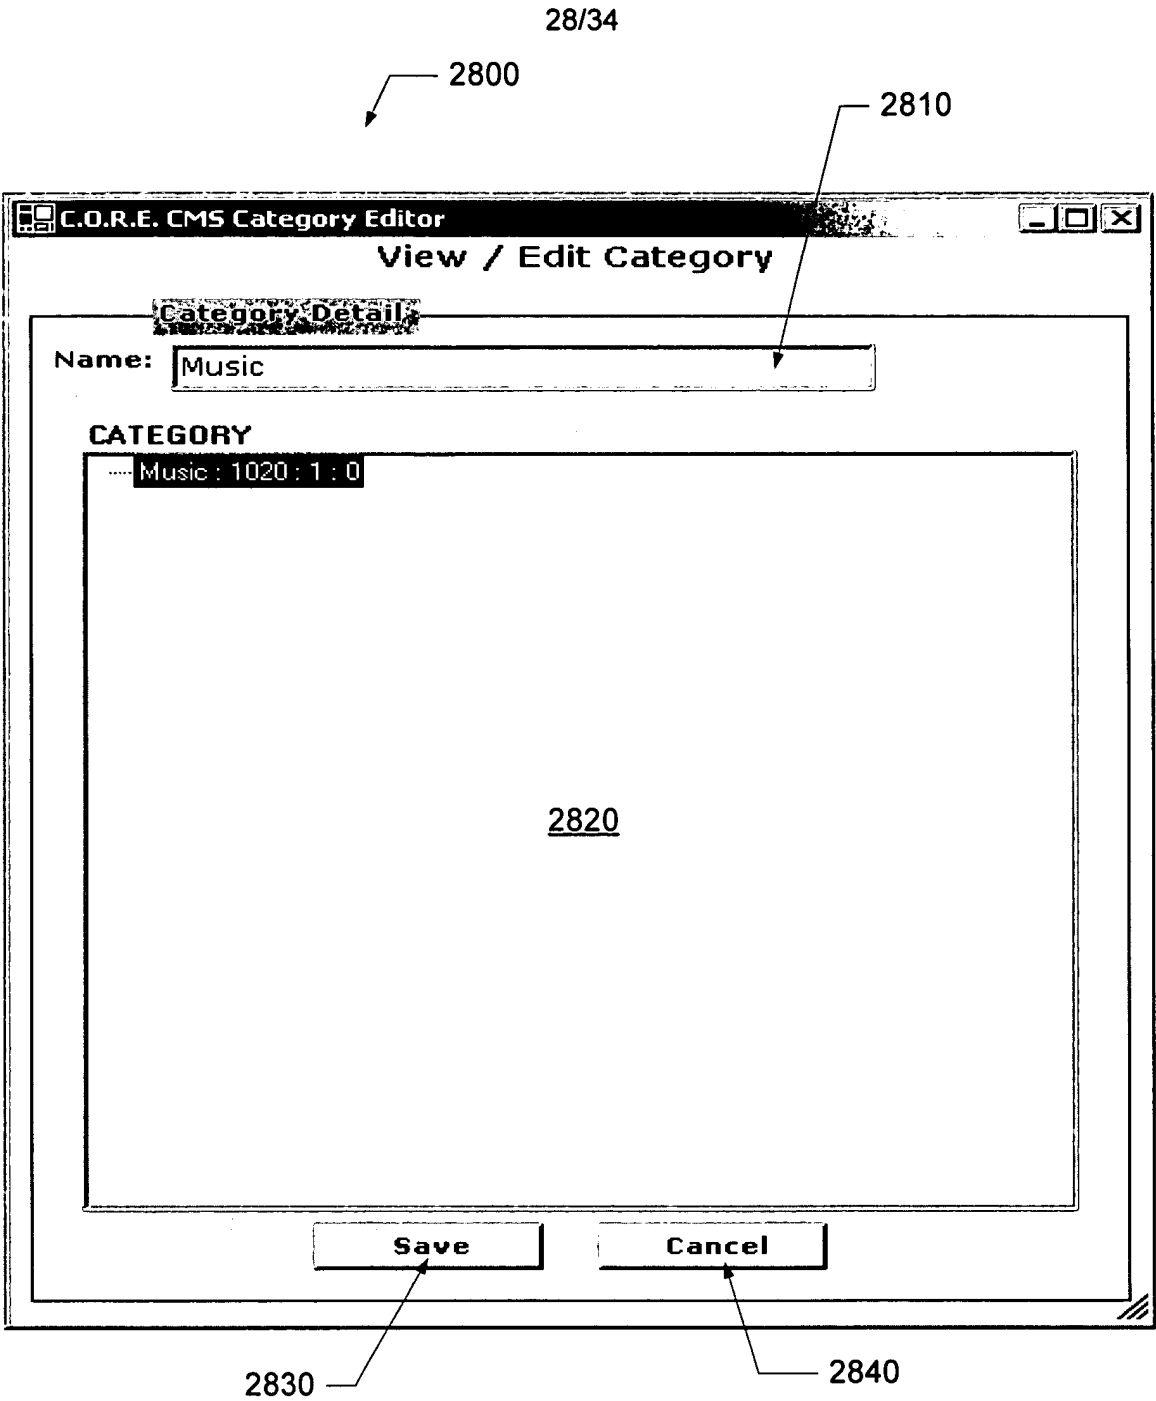 28/34
2800
2810
C.O.R.E. CMS Category Editor
View / Edit Category
Category Detail
Name: Music
CATEGORY
Music : 1020 : 1 : 0
2820
Save Cancel
2830
2840